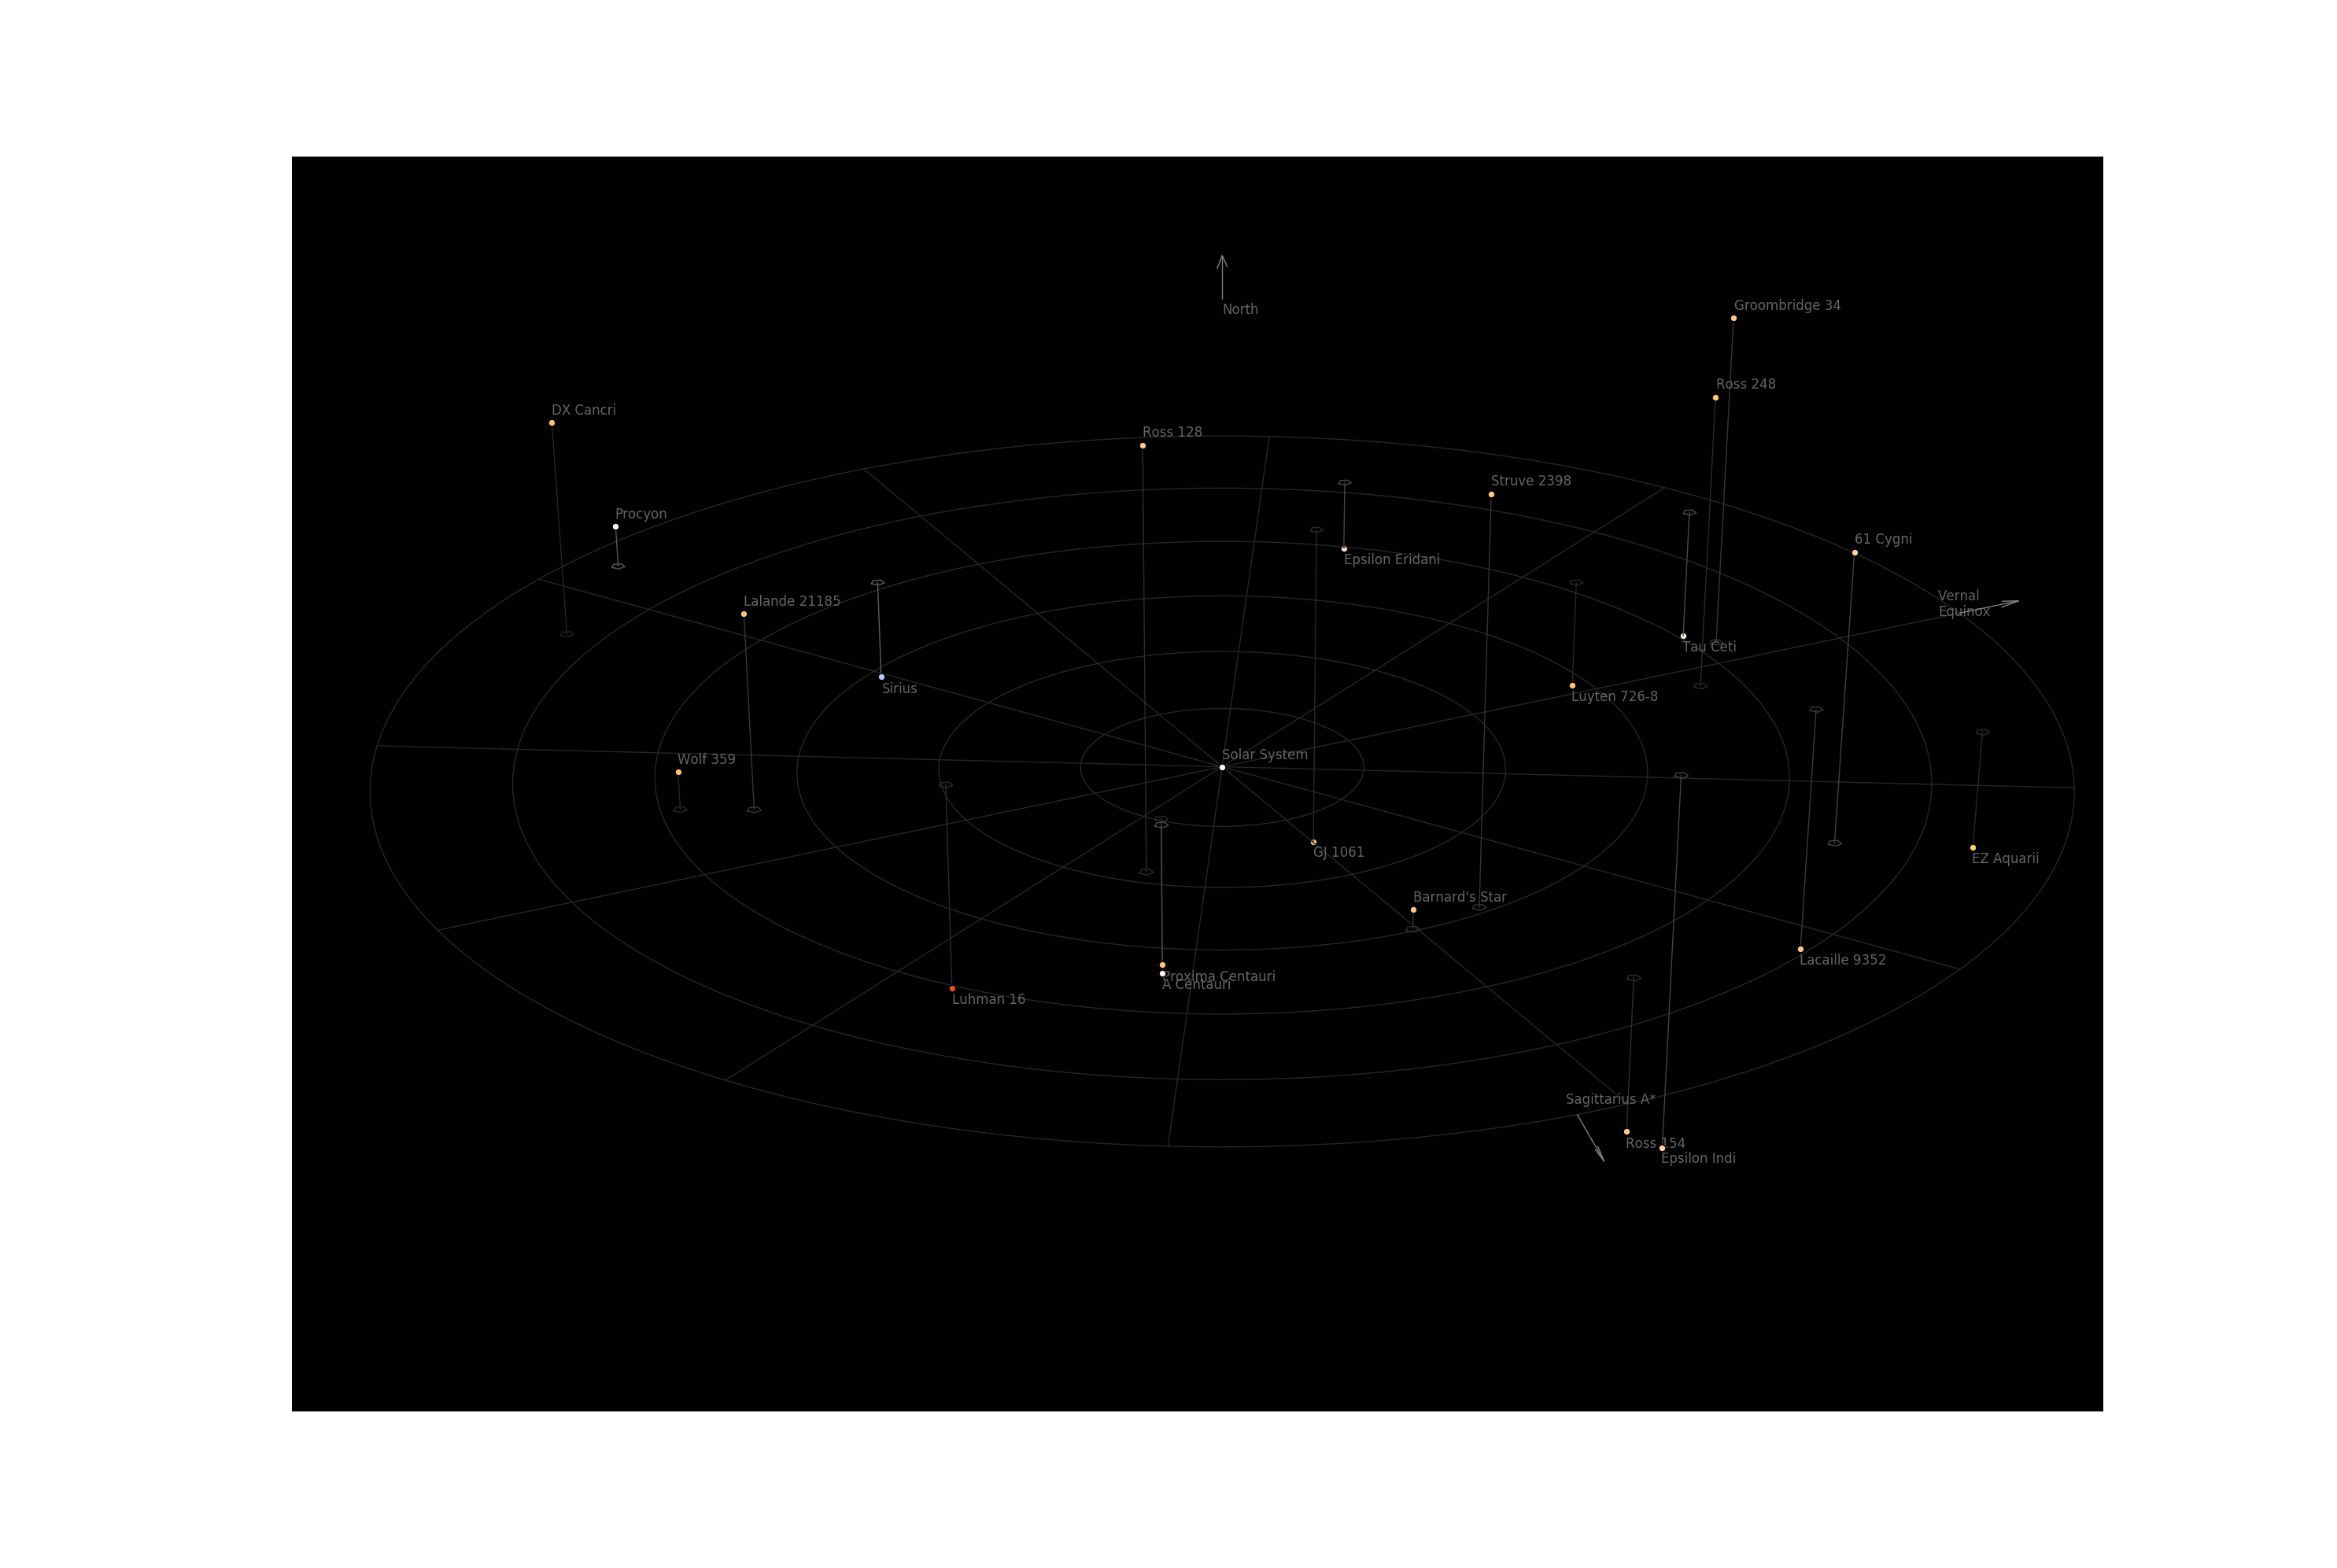 North
Groombridge 34
Ross 248
DX Cancri
Ross 128
Struve 2398
Procyon
61 Cygni
Epsilon Eridani
Vernal
Equinox
Lalande 21185
Tau Ceti
Sirius
Luyten 726-8
Solar System
Wolf 359
GJ 1061
EZ Aquarii
Barnard's Star
Lacaille 9352
Proxima Centauri
A Centauri
Luhman 16
Sagittarius A*
Ross 154
Epsilon Indi